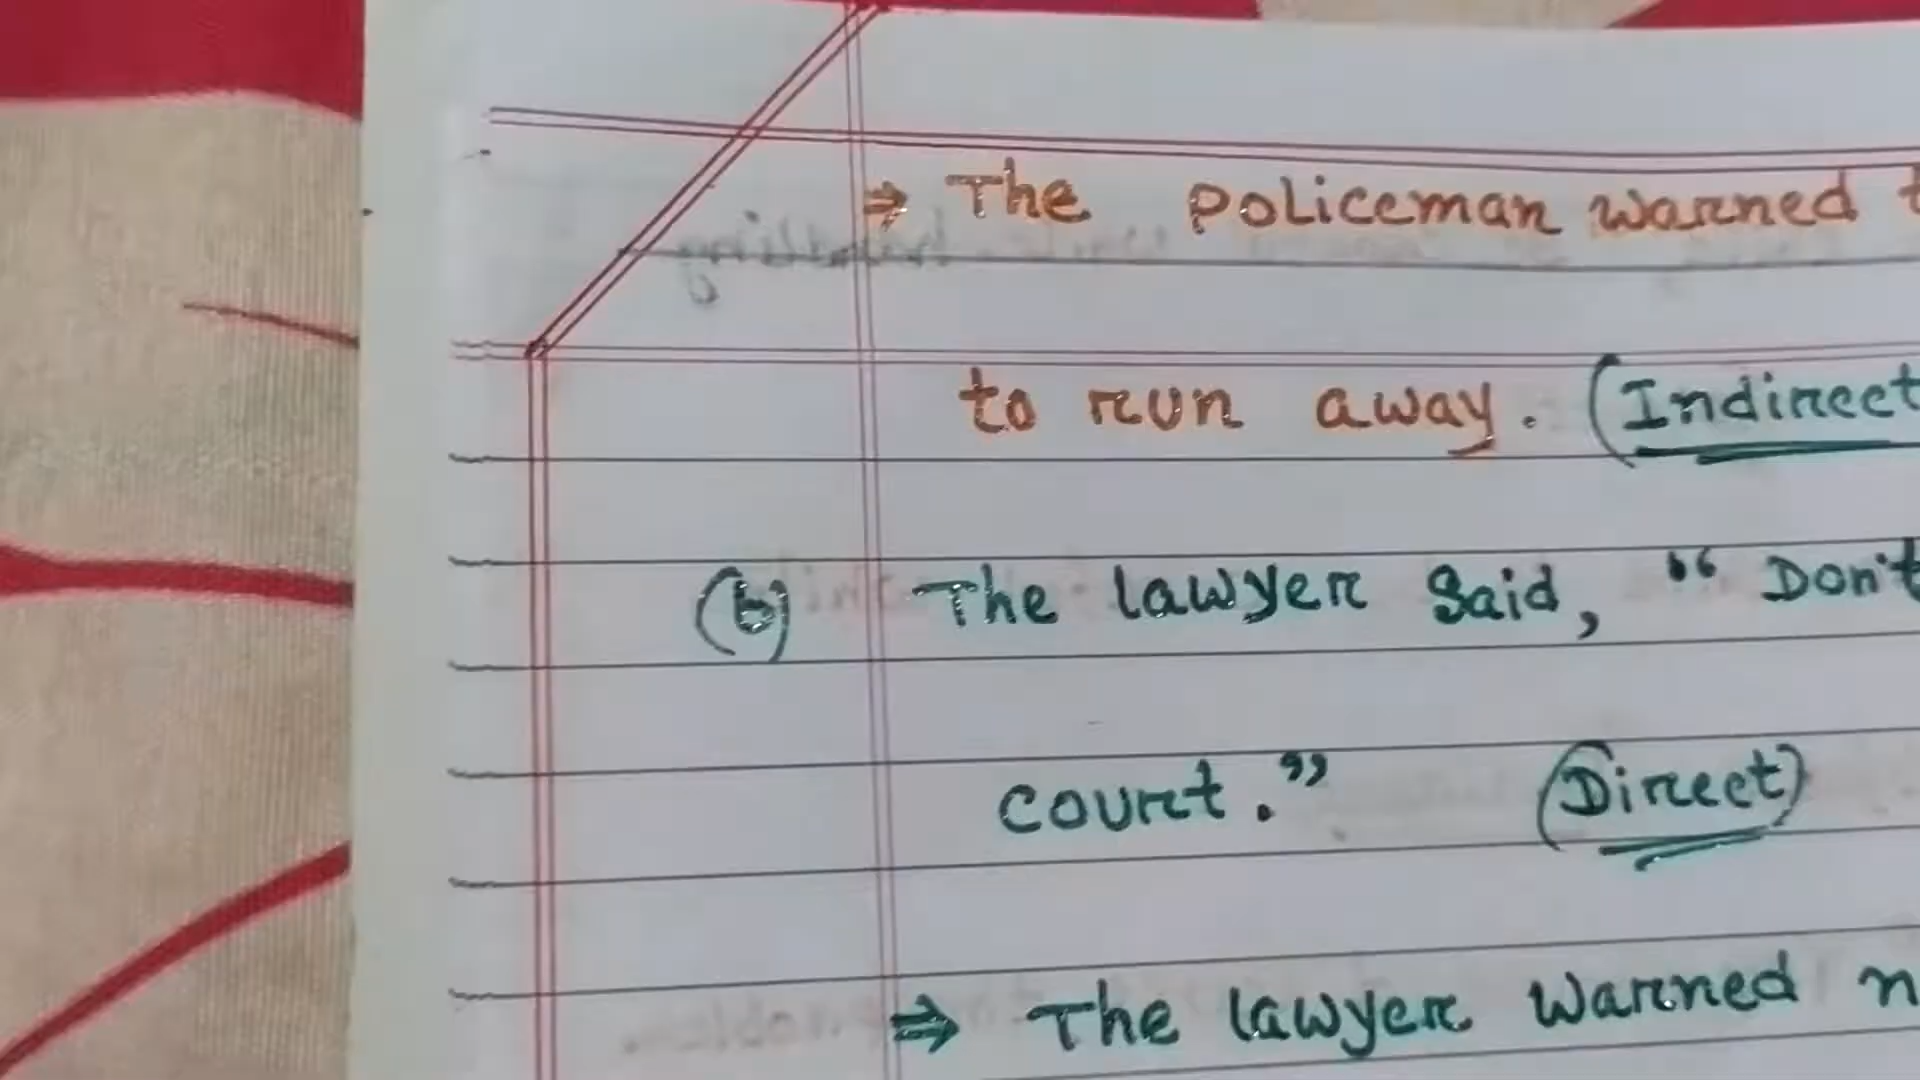 ⇒ The policeman warned t
to run away. (Indirect
(b) The lawyer said, " Don't
court." (Direct)
⇒ The lawyer warned n